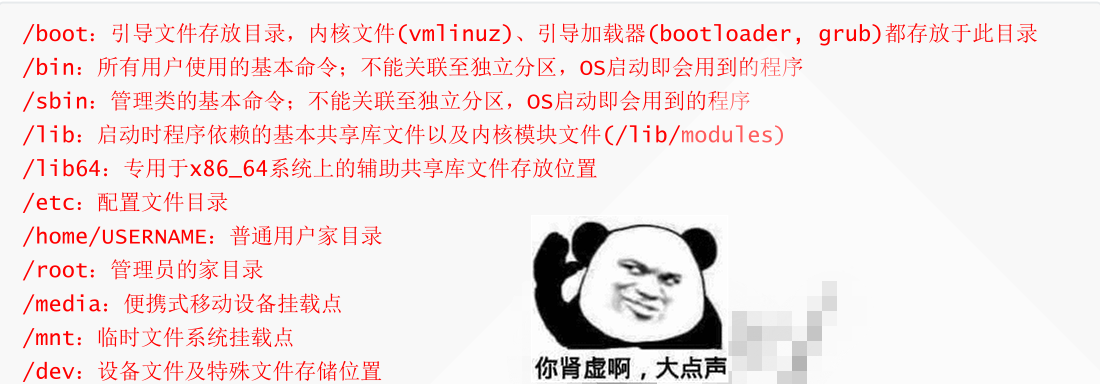 /boot：引导文件存放目录，内核文件(vmlinuz)、引导加载器(bootloader, grub)都存放于此目录
/bin：所有用户使用的基本命令；不能关联至独立分区，OS启动即会用到的程序
/sbin：管理类的基本命令；不能关联至独立分区，OS启动即会用到的程序
/lib：启动时程序依赖的基本共享库文件以及内核模块文件(/lib/modules)
/lib64：专用于x86_64系统上的辅助共享库文件存放位置
/etc：配置文件目录
/home/USERNAME：普通用户家目录
/root：管理员的家目录
/media：便携式移动设备挂载点
/mnt：临时文件系统挂载点
/dev：设备文件及特殊文件存储位置
你肾虚啊，大点声